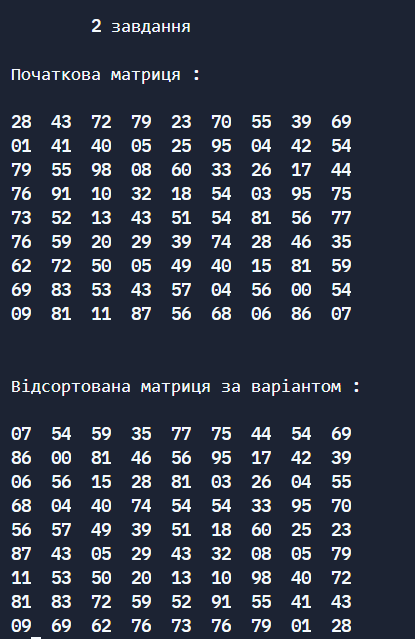 2 завдання
Початкова матриця :
28 43 72 79 23 70 55 39 69
01 41 40 05 25 95 04 42 54
79 55 98 08 60 33 26 17 44
76 91 10 32 18 54 03 95 75
73 52 13 43 51 54 81 56 77
76 59 20 29 39 74 28 46 35
62 72 50 05 49 40 15 81 59
69 83 53 43 57 04 56 00 54
09 81 11 87 56 68 06 86 07
Відсортована матриця за варіантом :
07 54 59 35 77 75 44 54 69
86 00 81 46 56 95 17 42 39
06 56 15 28 81 03 26 04 55
68 04 40 74 54 54 33 95 70
56 57 49 39 51 18 60 25 23
87 43 05 29 43 32 08 05 79
11 53 50 20 13 10 98 40 72
81 83 72 59 52 91 55 41 43
09 69 62 76 73 76 79 01 28